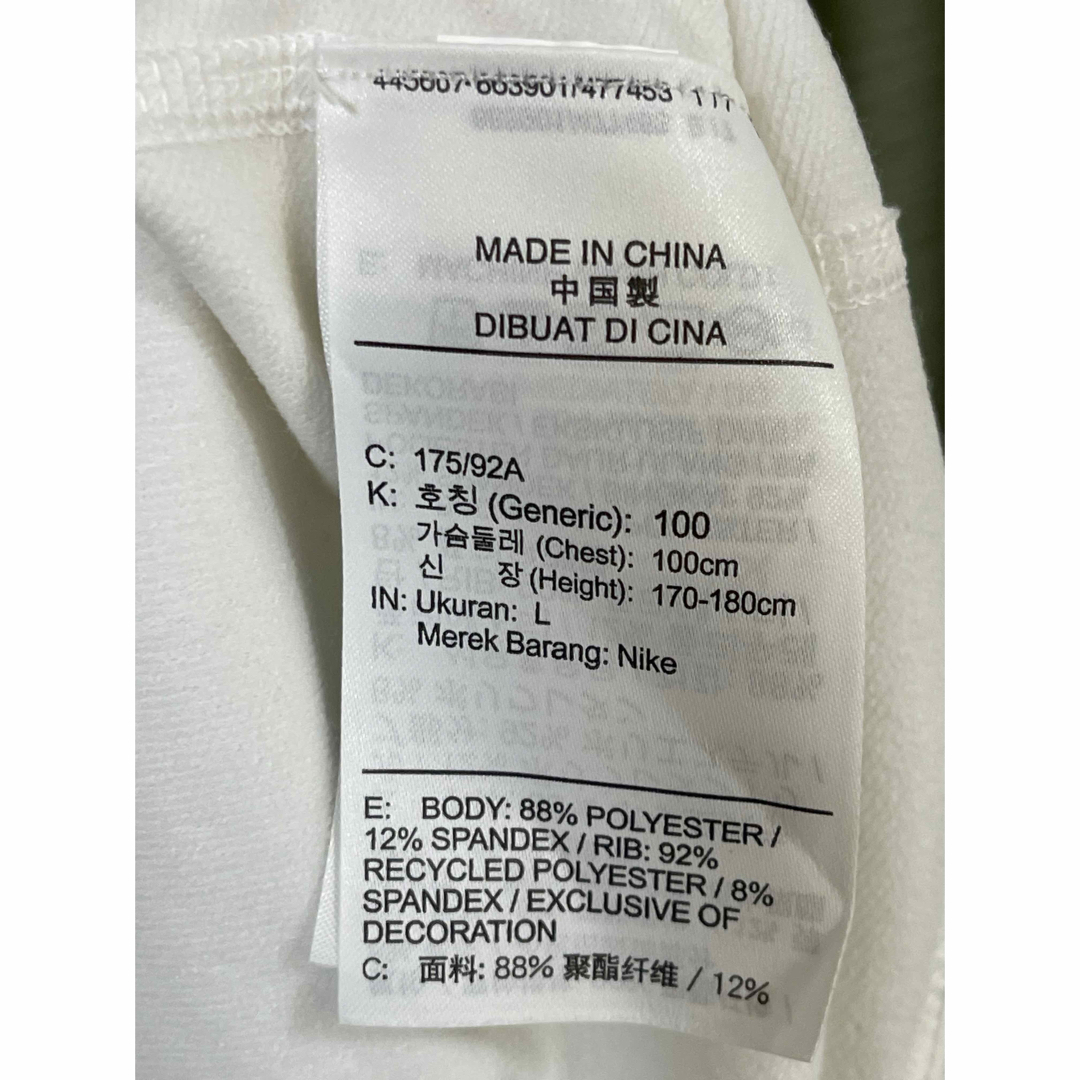 MADE IN CHINA
中国製
DIBUAT DI CINA
C: 175/92A
K: 호칭 (Generic): 100
가슴둘레 (Chest): 100cm
신 장 (Height): 170-180cm
IN: Ukuran: L
Merek Barang: Nike
E: BODY: 88% POLYESTER /
12% SPANDEX / RIB: 92%
RECYCLED POLYESTER / 8%
SPANDEX / EXCLUSIVE OF
DECORATION
C: 面料: 88% 聚酯纤维 / 12%